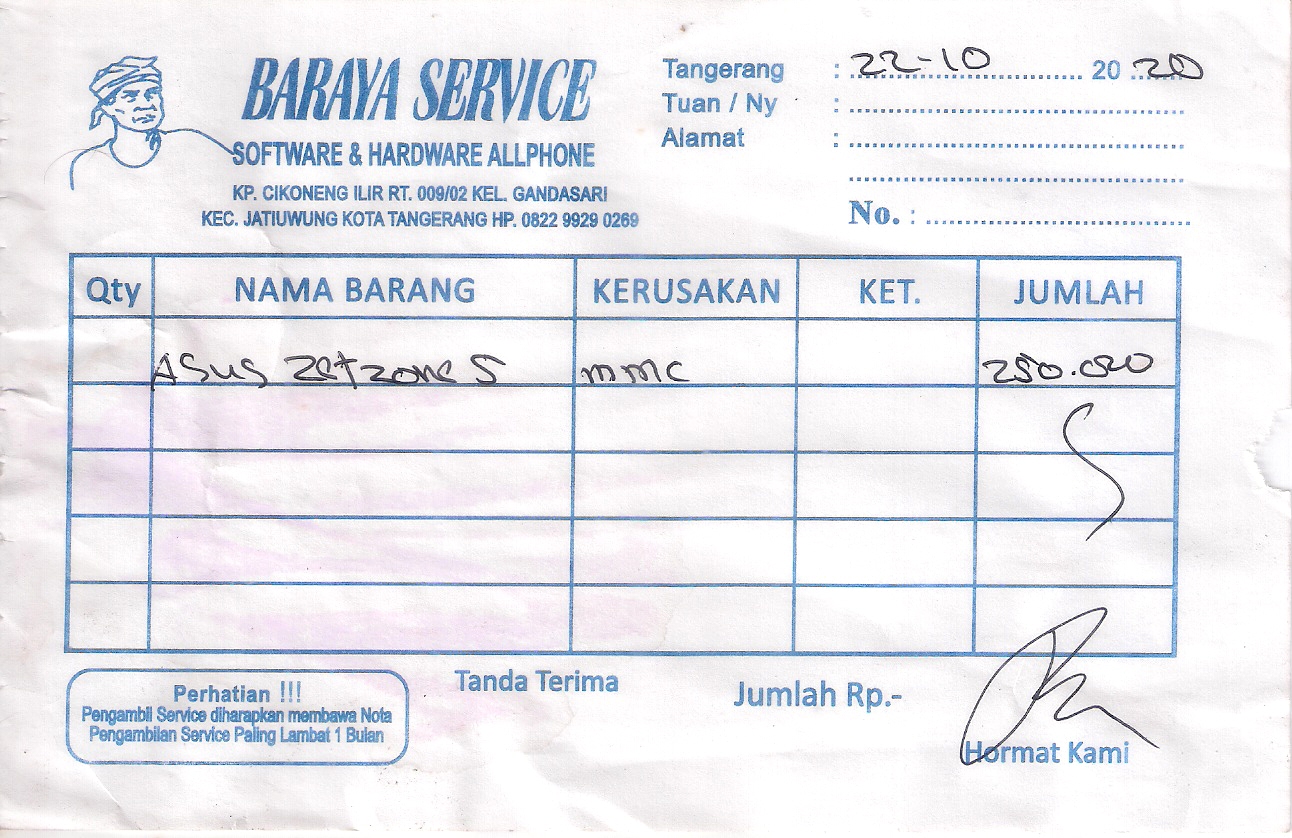 BARAYA SERVICE
SOFTWARE & HARDWARE ALLPHONE
KP. CIKONENG ILIR RT. 009/02 KEL. GANDASARI
KEC. JATIUWUNG KOTA TANGERANG HP. 0822 9929 0269
Tangerang : 22-10 20 20
Tuan / Ny :
Alamat :
No. :
Qty NAMA BARANG KERUSAKAN KET. JUMLAH
Asus Zetzone 5 mmc 250.000
Perhatian !!!
Pengambil Service diharapkan membawa Nota
Pengambilan Service Paling Lambat 1 Bulan
Tanda Terima
Jumlah Rp.-
Hormat Kami